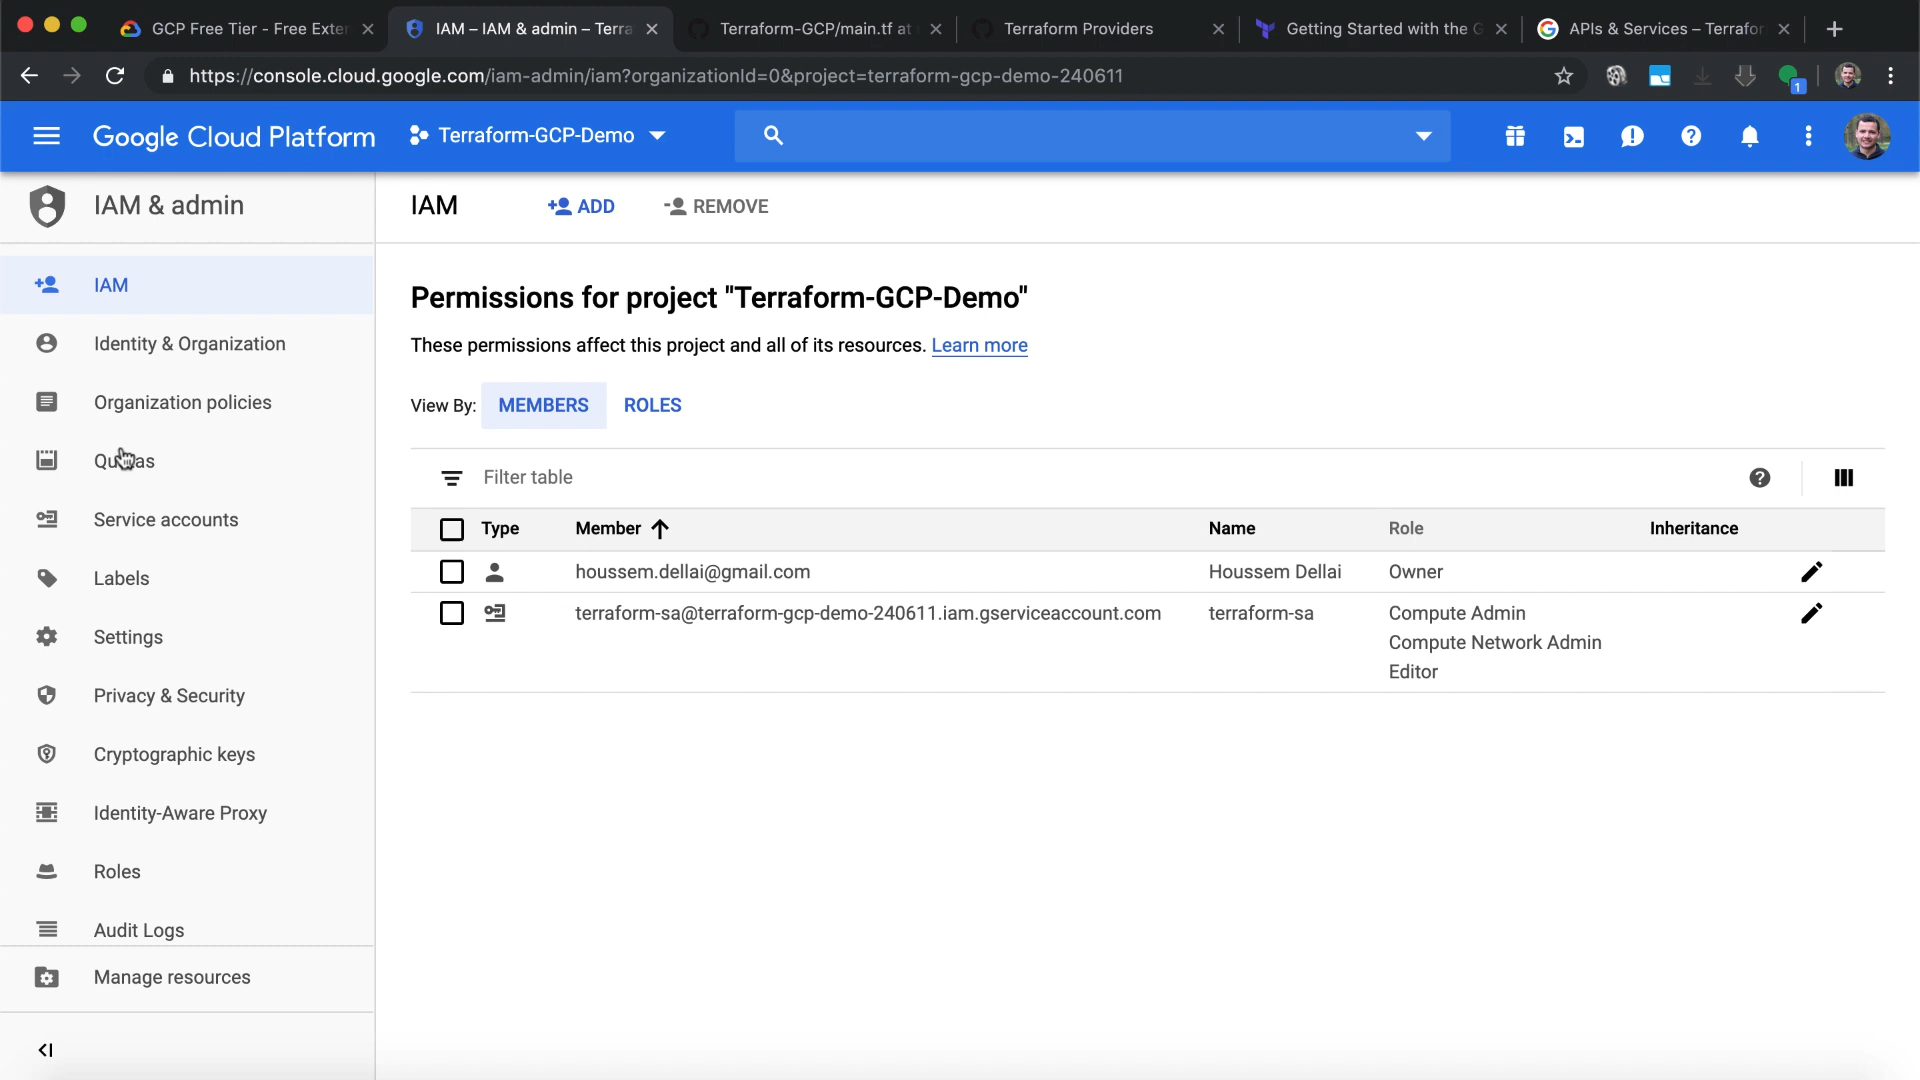 GCP Free Tier - Free Exter
IAM – IAM & admin – Terra
Terraform-GCP/main.tf at
Terraform Providers
Getting Started with the G
APIs & Services – Terrafor
https://console.cloud.google.com/iam-admin/iam?organizationId=0&project=terraform-gcp-demo-240611
1
Google Cloud Platform
Terraform-GCP-Demo
IAM & admin
IAM
ADD
REMOVE
IAM
Identity & Organization
Organization policies
Quotas
Service accounts
Labels
Settings
Privacy & Security
Cryptographic keys
Identity-Aware Proxy
Roles
Audit Logs
Manage resources
Permissions for project "Terraform-GCP-Demo"
These permissions affect this project and all of its resources. Learn more
View By: MEMBERS ROLES
Filter table
Type Member Name Role Inheritance
houssem.dellai@gmail.com Houssem Dellai Owner
terraform-sa@terraform-gcp-demo-240611.iam.gserviceaccount.com terraform-sa Compute Admin
Compute Network Admin
Editor